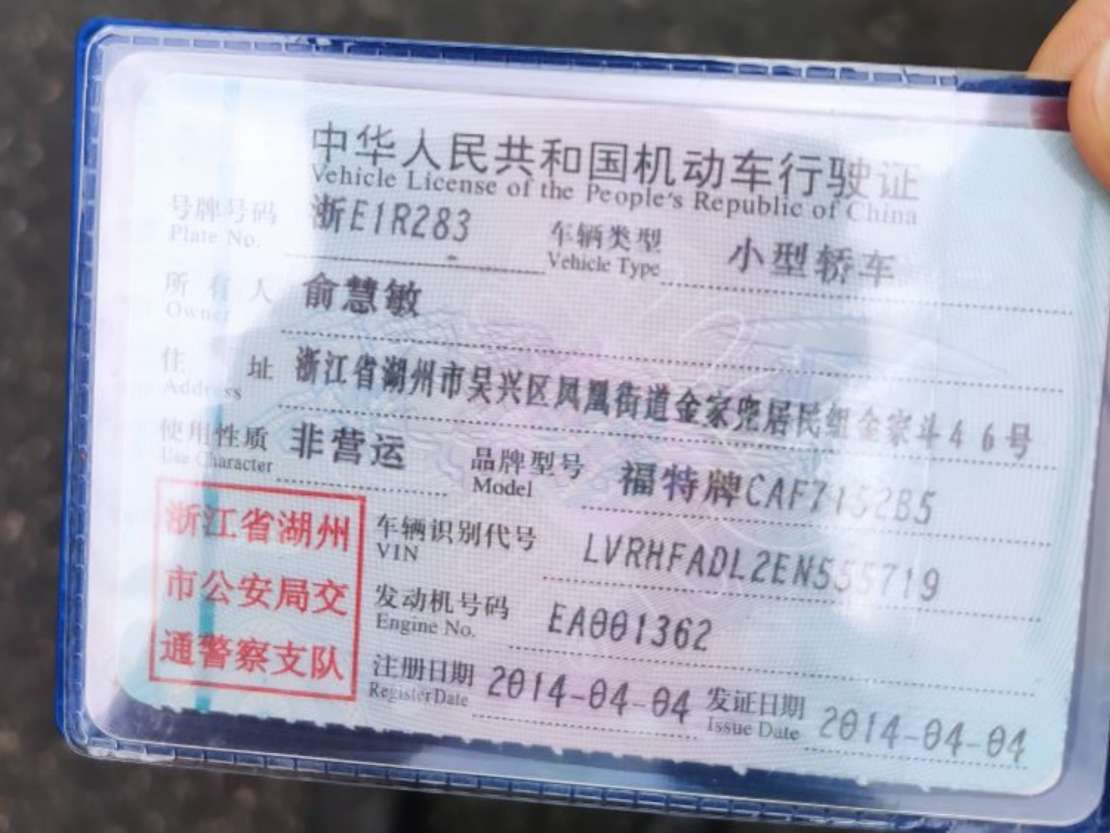 中华人民共和国机动车行驶证
Vehicle License of the People's Republic of China
号牌号码 浙E1R283 车辆类型 小型轿车
Plate No. Vehicle Type
所有人 俞慧敏
Owner
住址 浙江省湖州市吴兴区凤凰街道金家兜居民组金家斗46号
Address
使用性质 非营运 品牌型号 福特牌CAF7152B5
Use Character Model
浙江省湖州
市公安局交
通警察支队
车辆识别代号 LVRHFADL2EN555719
VIN
发动机号码 EA001362
Engine No.
注册日期 2014-04-04 发证日期 2014-04-04
Register Date Issue Date